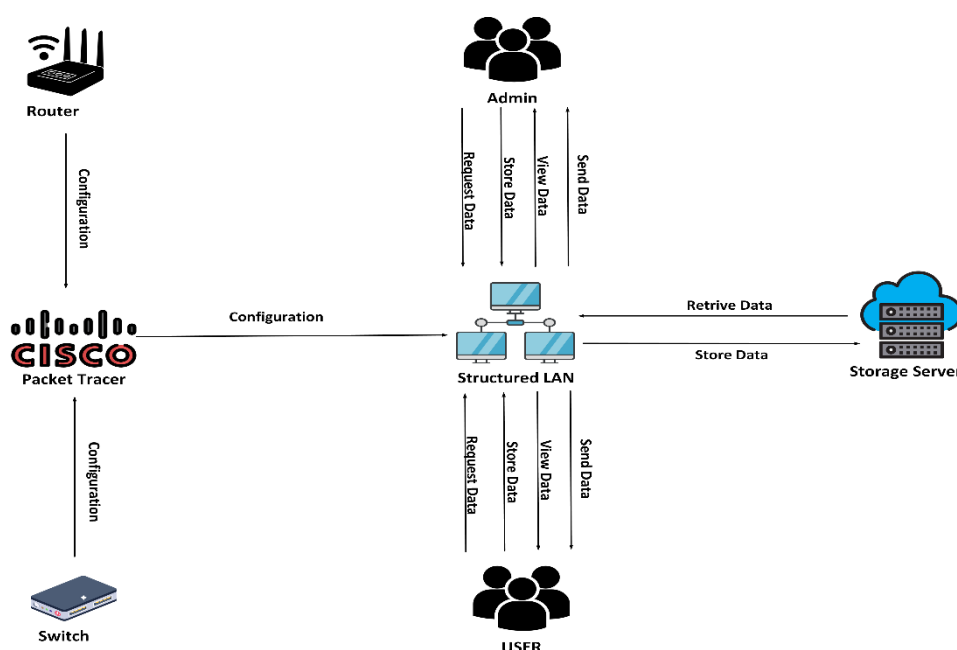 Router
Admin
Configuration
Request Data
Store Data
View Data
Send Data
Configuration
Retrive Data
CISCO
Packet Tracer
Structured LAN
Store Data
Storage Server
Configuration
Request Data
Store Data
View Data
Send Data
Switch
USER